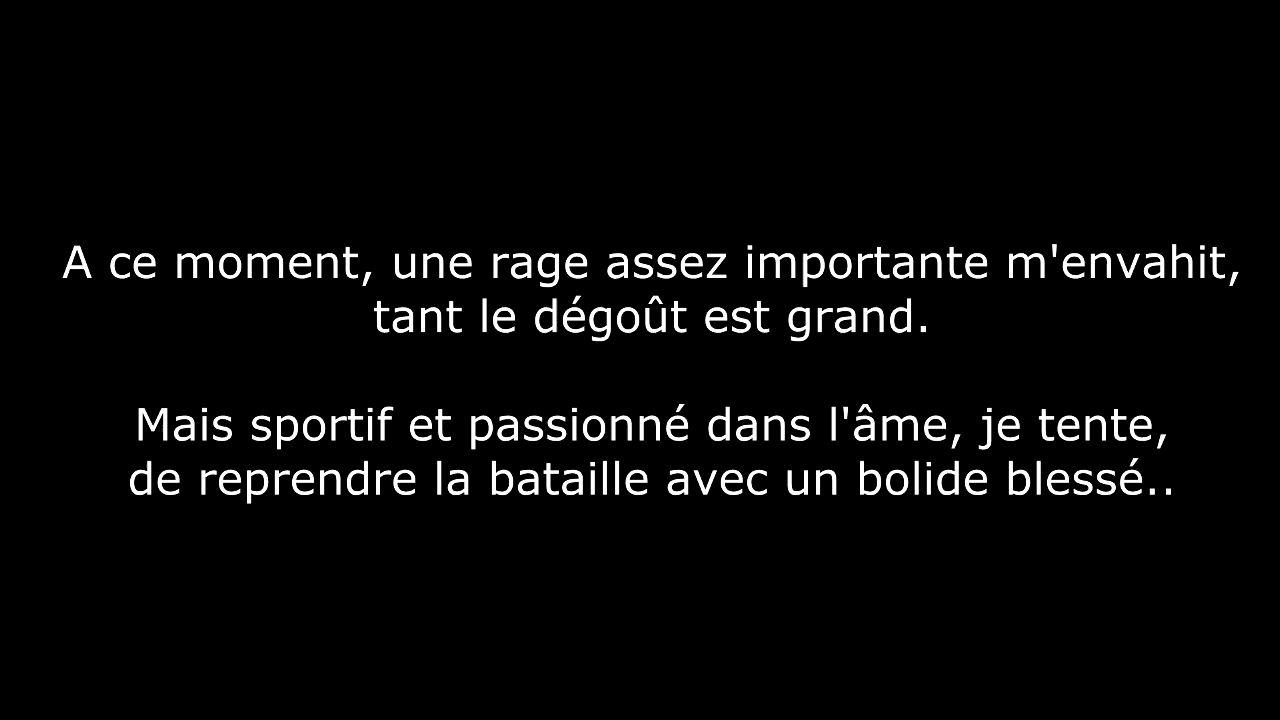 A ce moment, une rage assez importante m'envahit,
tant le dégoût est grand.
Mais sportif et passionné dans l'âme, je tente,
de reprendre la bataille avec un bolide blessé..